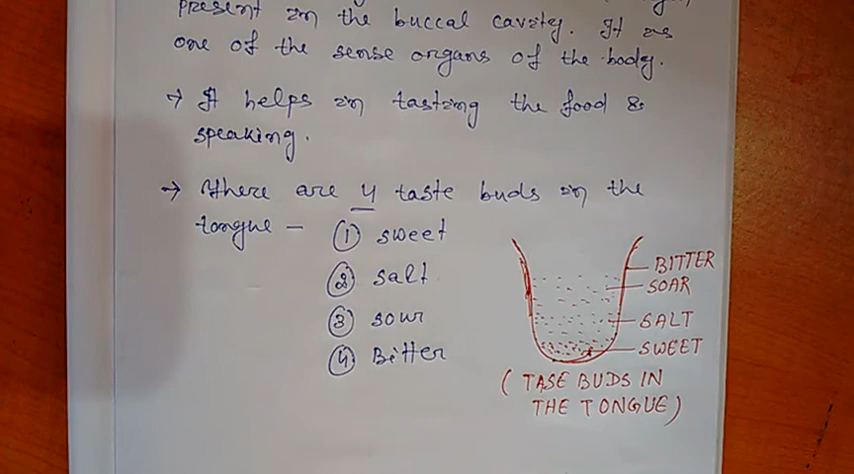 present in the buccal cavity. It is
one of the sense organs of the body.
→ It helps in tasting the food &
speaking.
→ There are 4 taste buds in the
tongue – ① sweet
② salt
③ sour
④ Bitter
BITTER
SOAR
SALT
SWEET
( TASE BUDS IN
THE TONGUE )